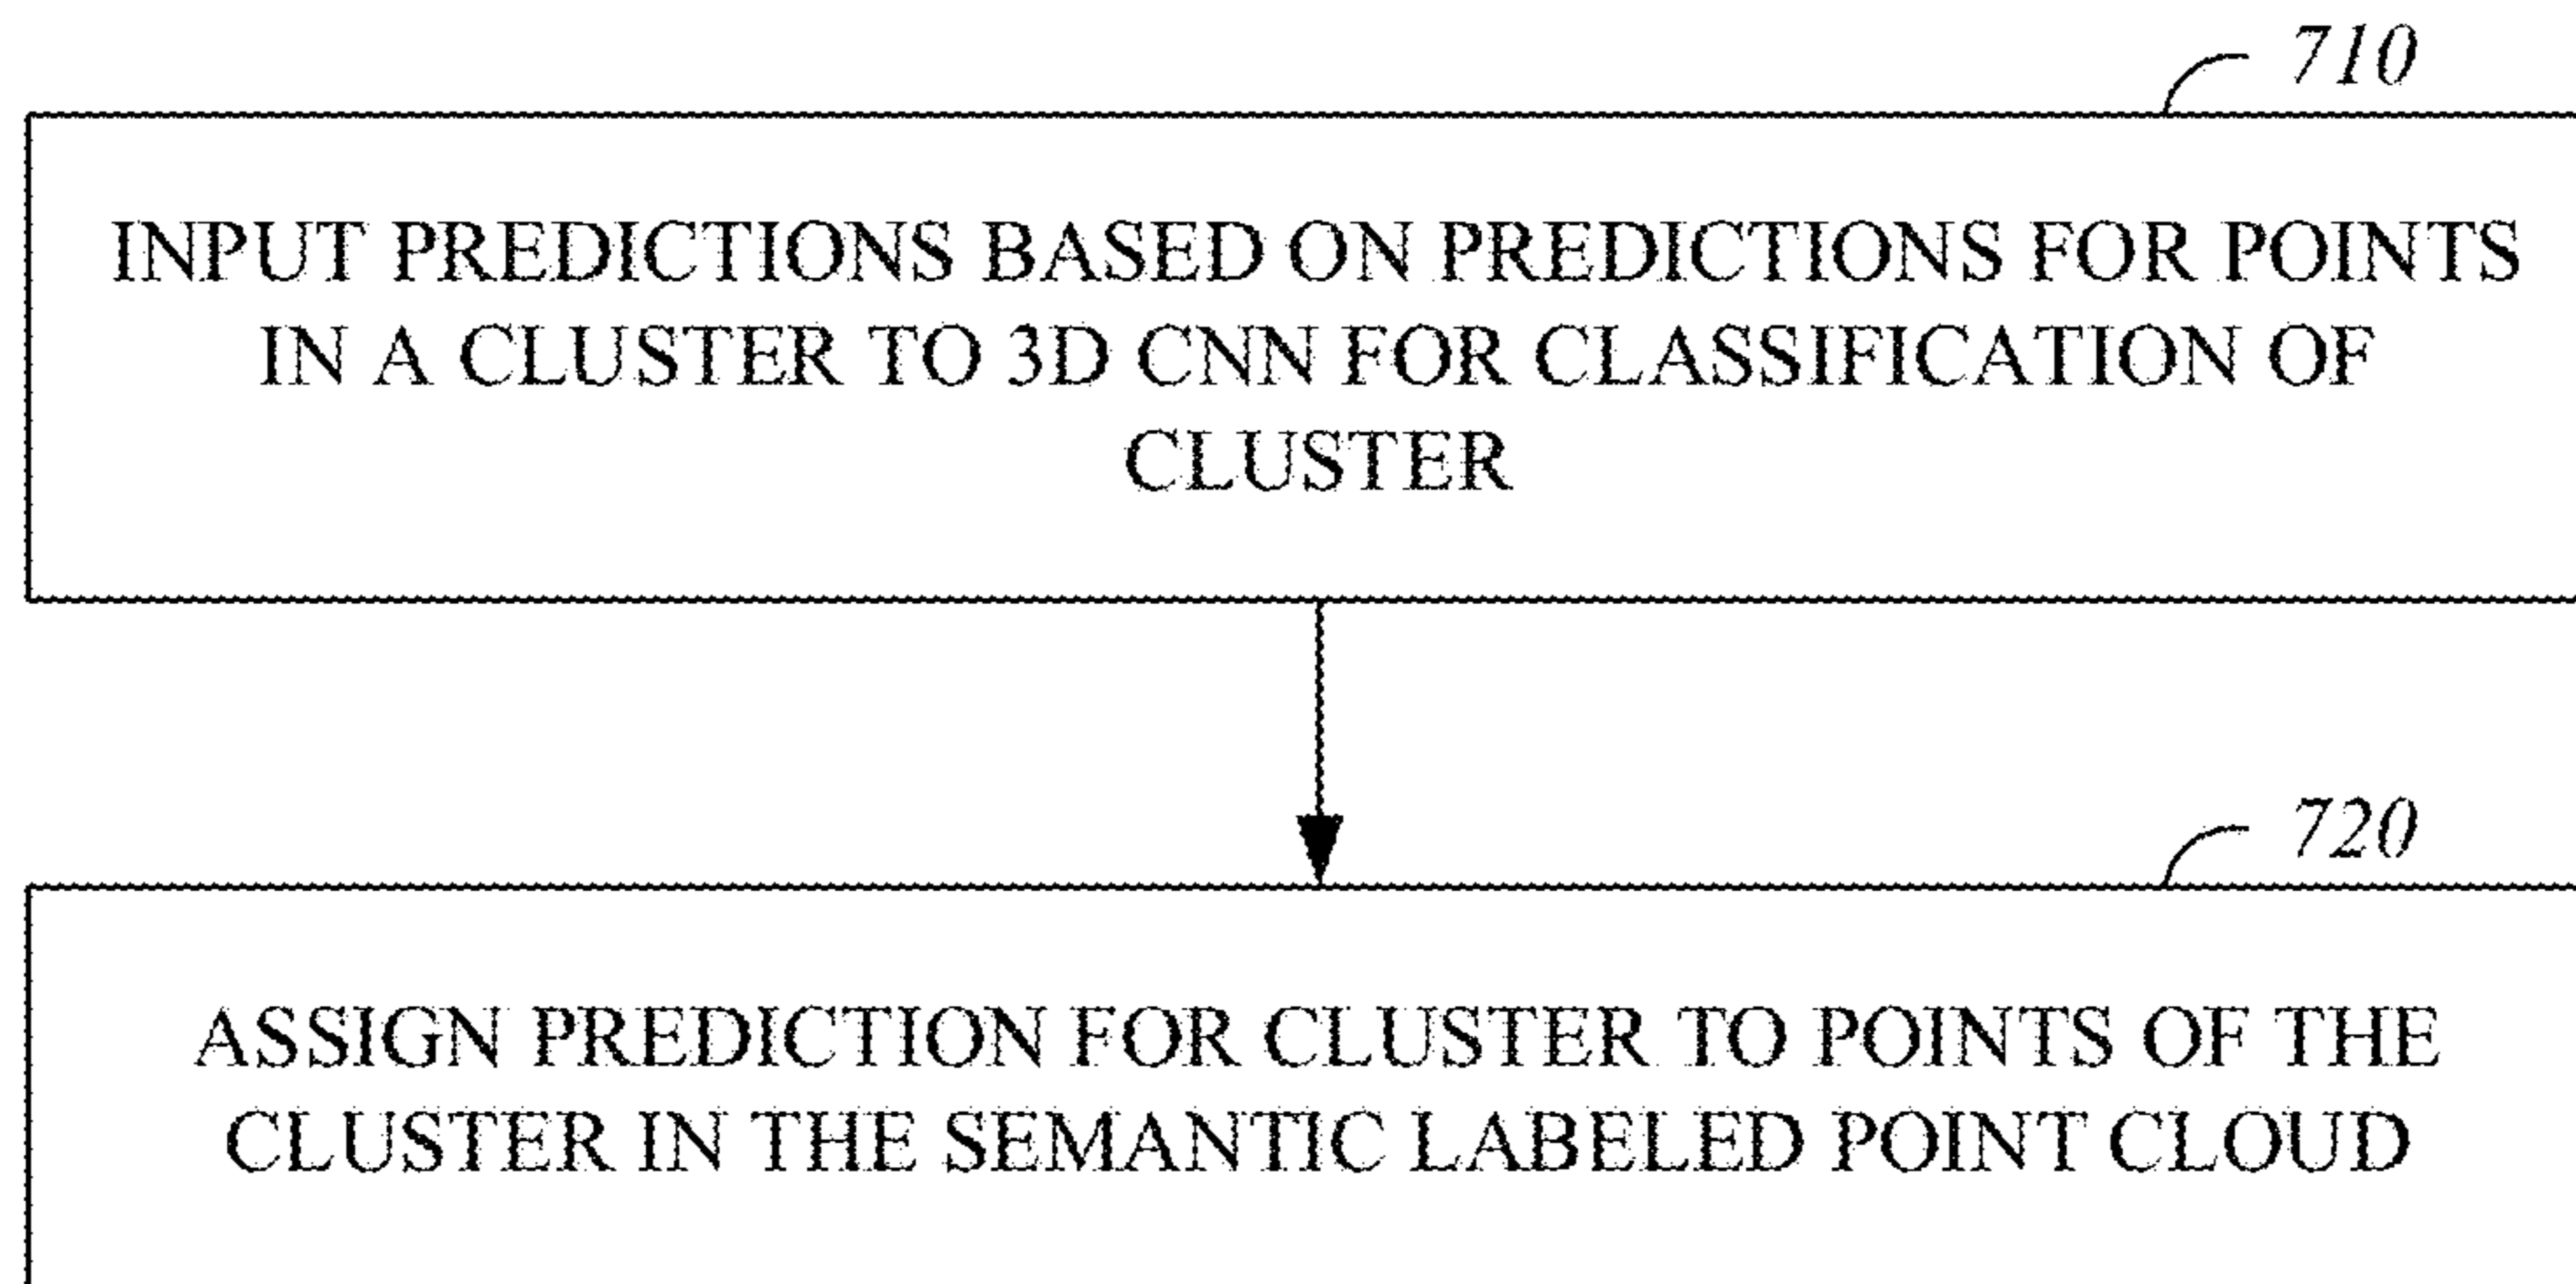 710
INPUT PREDICTIONS BASED ON PREDICTIONS FOR POINTS
IN A CLUSTER TO 3D CNN FOR CLASSIFICATION OF
CLUSTER
720
ASSIGN PREDICTION FOR CLUSTER TO POINTS OF THE
CLUSTER IN THE SEMANTIC LABELED POINT CLOUD